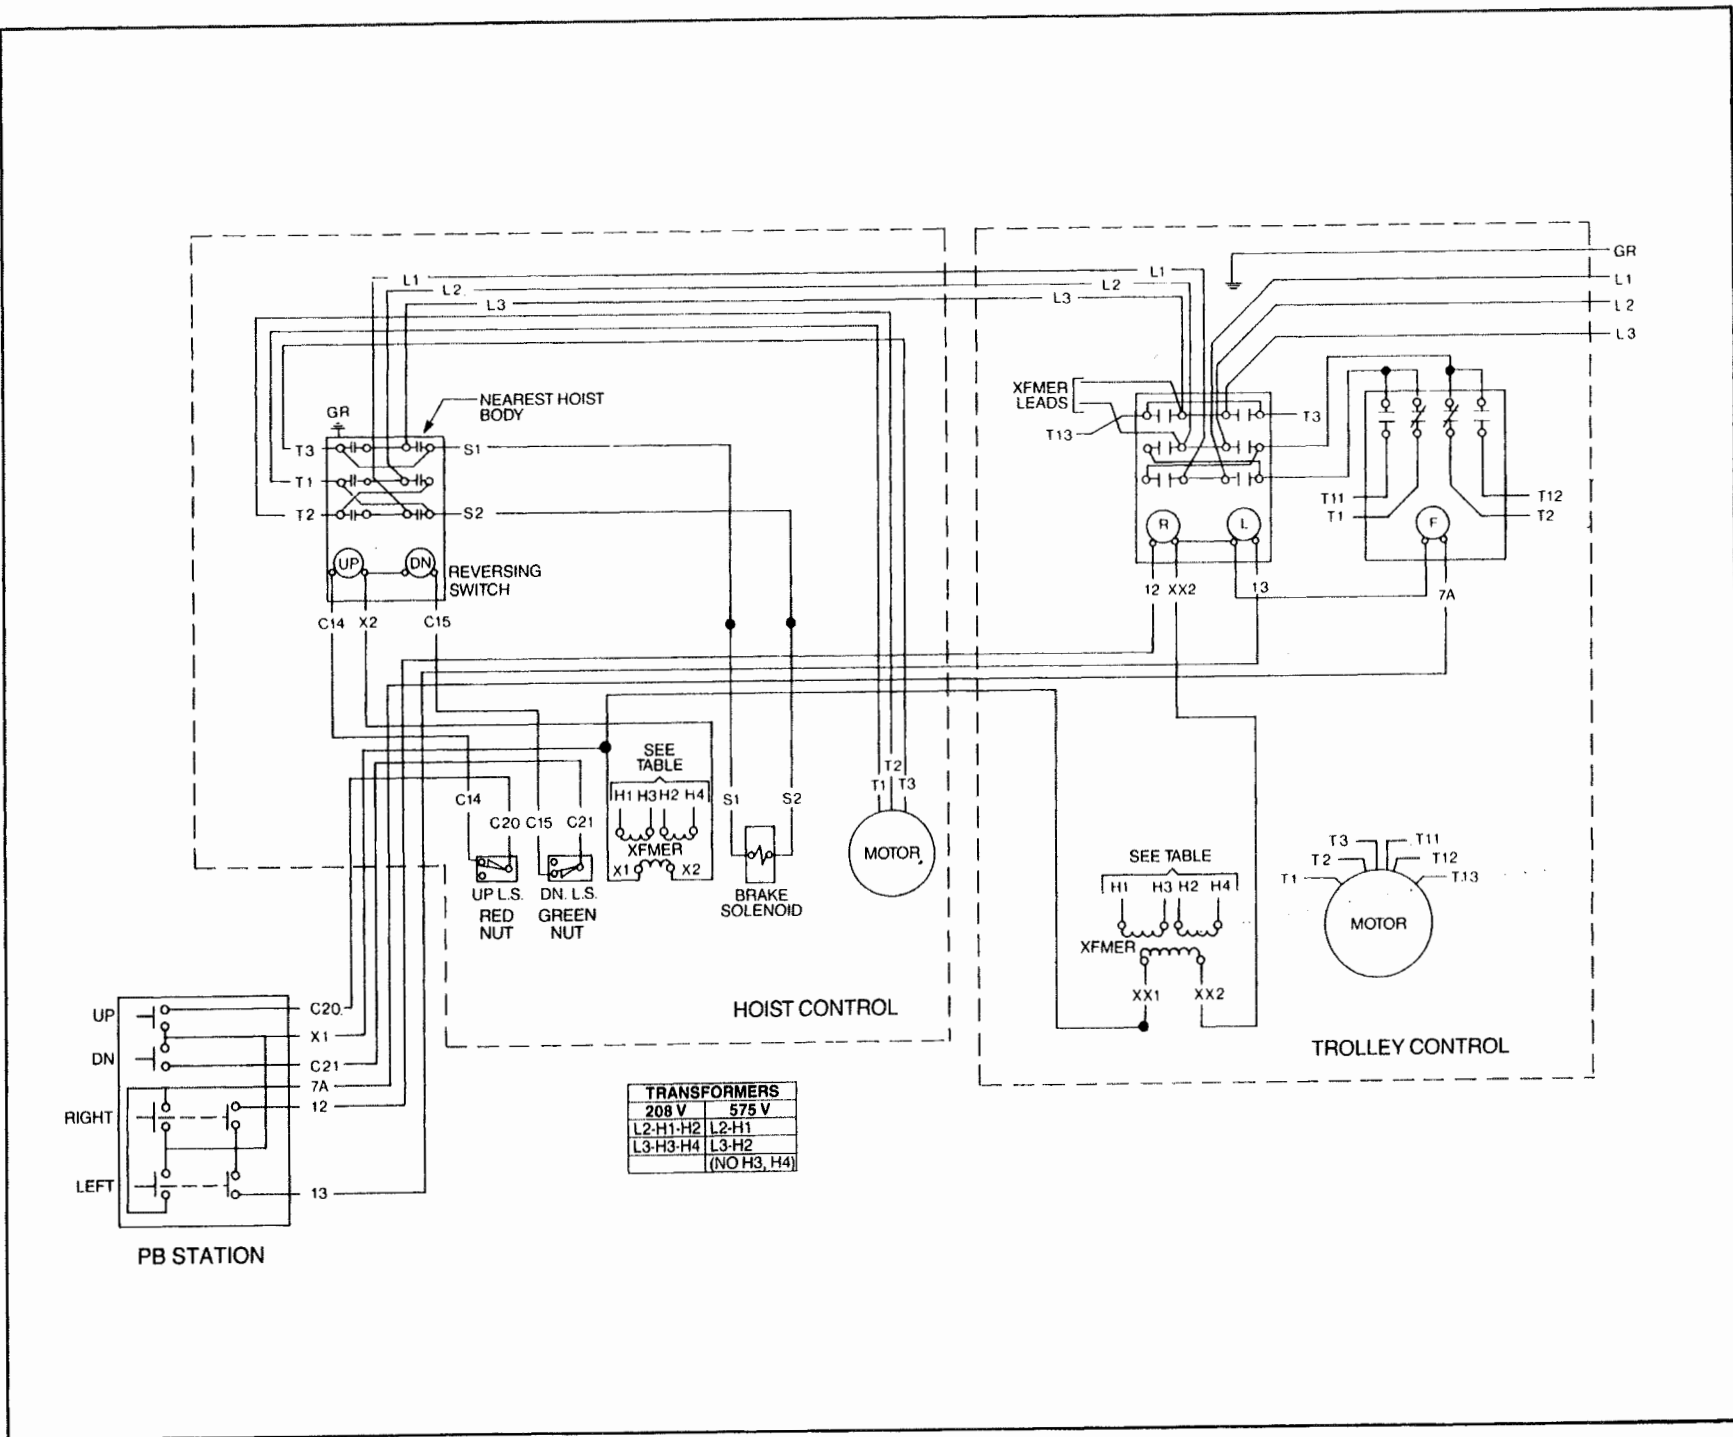 GR
L1
L2
L3
L1
L2
L3
L1
L2
L3
XFMER
LEADS
T13
T3
NEAREST HOIST
BODY
GR
T3
S1
T1
T2
S2
UP
DN
REVERSING
SWITCH
C14
X2
C15
R
L
12
XX2
13
T11
T1
F
T12
T2
7A
SEE
TABLE
H1
H3
H2
H4
XFMER
X1
X2
C14
C20
C15
C21
UP L.S.
RED
NUT
DN. L.S.
GREEN
NUT
S1
S2
BRAKE
SOLENOID
T1
T2
T3
MOTOR
HOIST CONTROL
SEE TABLE
H1
H3
H2
H4
XFMER
XX1
XX2
T3
T2
T1
T11
T12
T13
MOTOR
TROLLEY CONTROL
UP
C20
X1
DN
C21
7A
RIGHT
12
LEFT
13
PB STATION
TRANSFORMERS
208 V 575 V
L2-H1-H2 L2-H1
L3-H3-H4 L3-H2
(NO H3, H4)